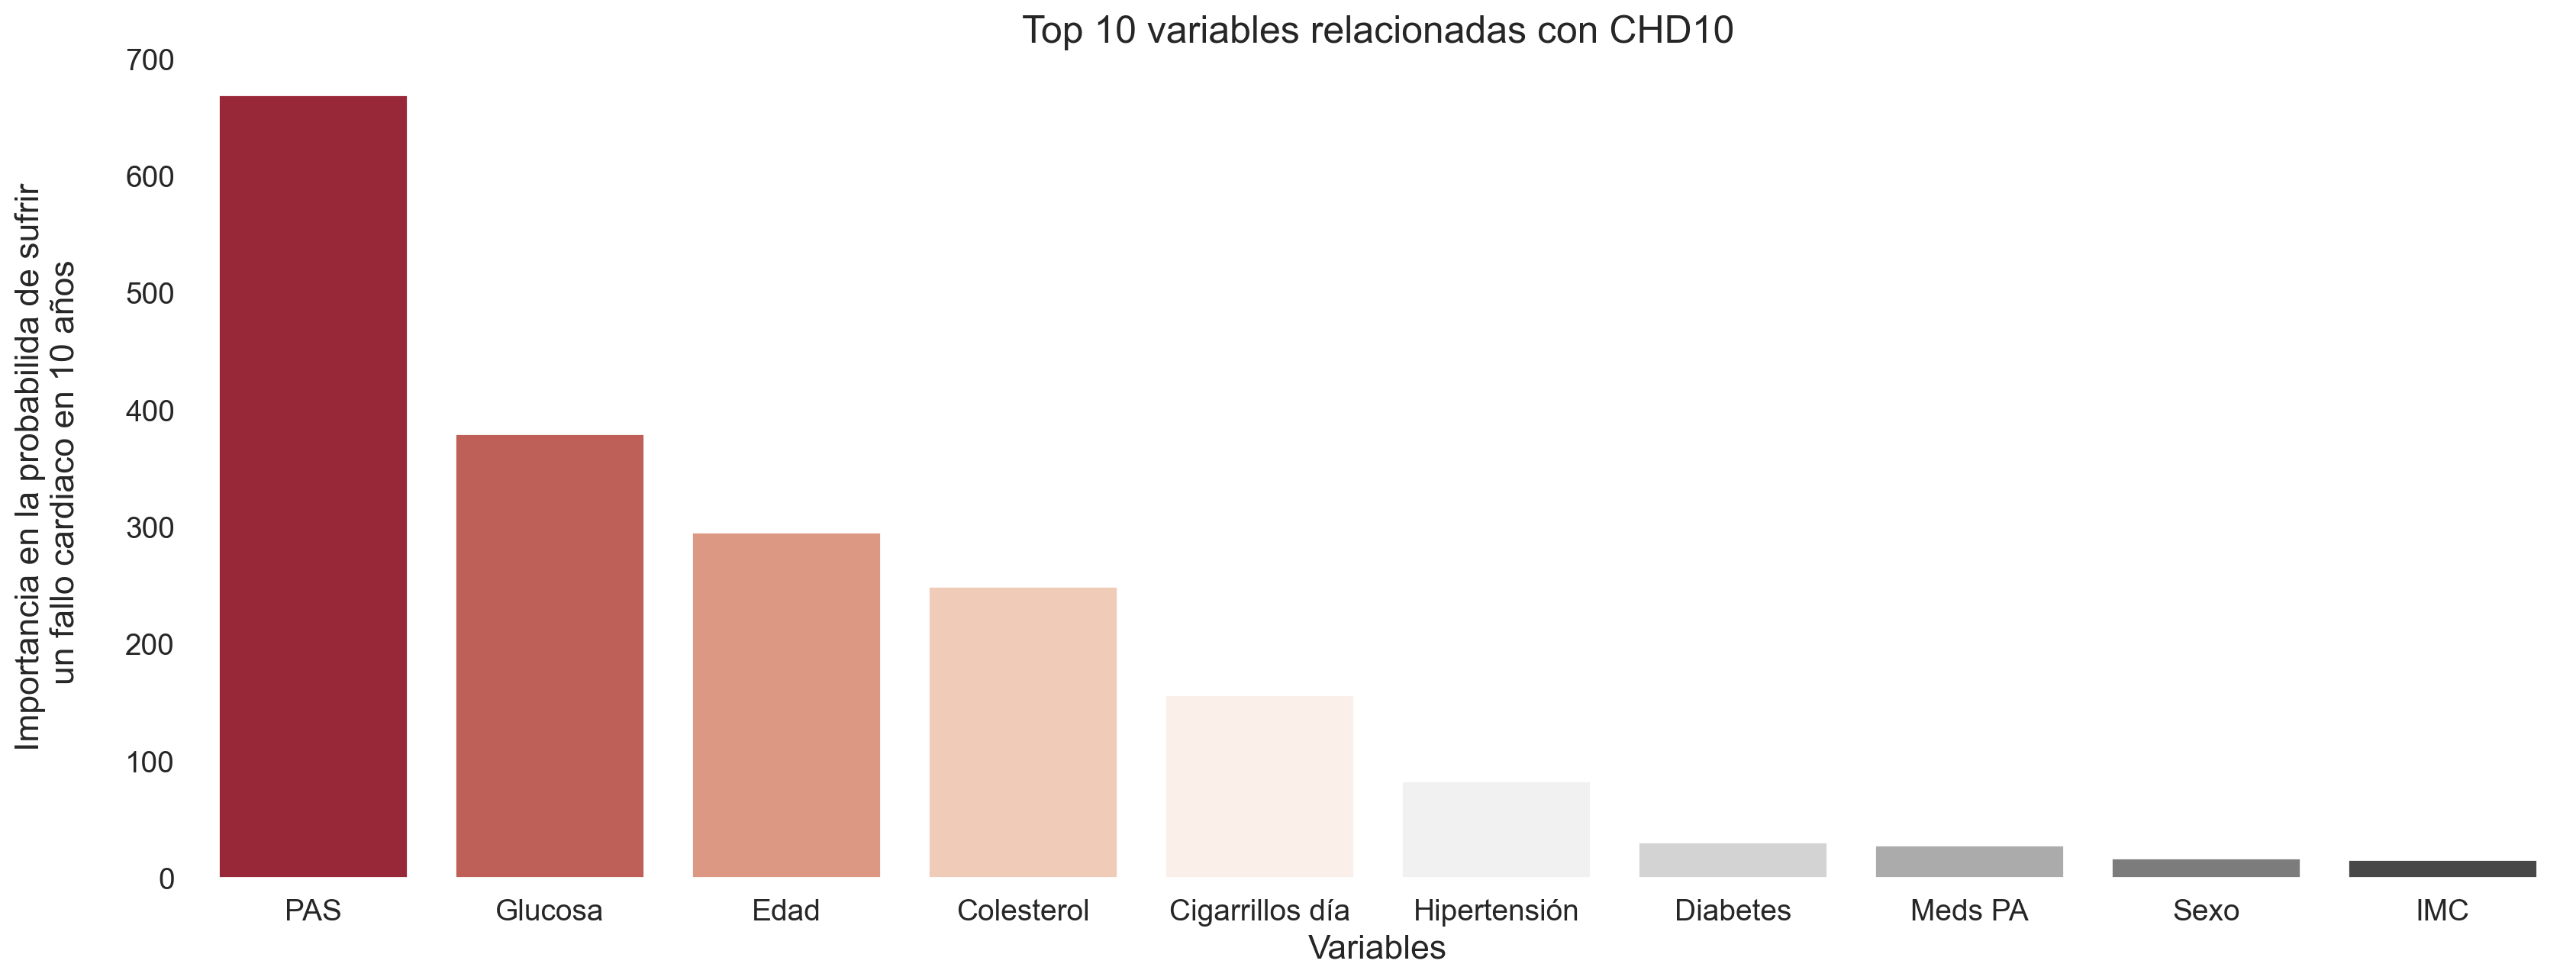 Top 10 variables relacionadas con CHD10
Importancia en la probabilida de sufrir
un fallo cardiaco en 10 años
700
600
500
400
300
200
100
0
PAS
Glucosa
Edad
Colesterol
Cigarrillos día
Hipertensión
Diabetes
Meds PA
Sexo
IMC
Variables